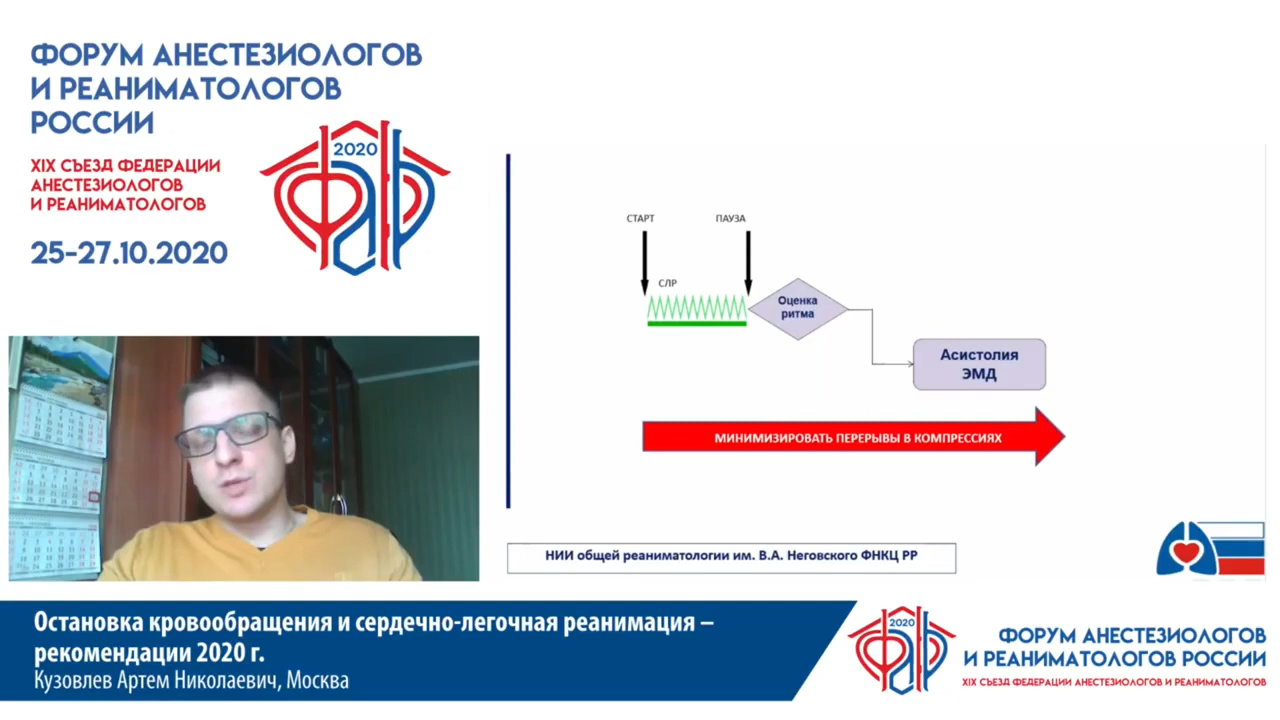 ФОРУМ АНЕСТЕЗИОЛОГОВ
И РЕАНИМАТОЛОГОВ
РОССИИ
XIX СЪЕЗД ФЕДЕРАЦИИ
АНЕСТЕЗИОЛОГОВ
И РЕАНИМАТОЛОГОВ
25-27.10.2020
2020
СТАРТ
ПАУЗА
СЛР
Оценка
ритма
Асистолия
ЭМД
МИНИМИЗИРОВАТЬ ПЕРЕРЫВЫ В КОМПРЕССИЯХ
НИИ общей реаниматологии им. В.А. Неговского ФНКЦ РР
Остановка кровообращения и сердечно-легочная реанимация –
рекомендации 2020 г.
Кузовлев Артем Николаевич, Москва
2020
ФОРУМ АНЕСТЕЗИОЛОГОВ
И РЕАНИМАТОЛОГОВ РОССИИ
XIX СЪЕЗД ФЕДЕРАЦИИ АНЕСТЕЗИОЛОГОВ И РЕАНИМАТОЛОГОВ